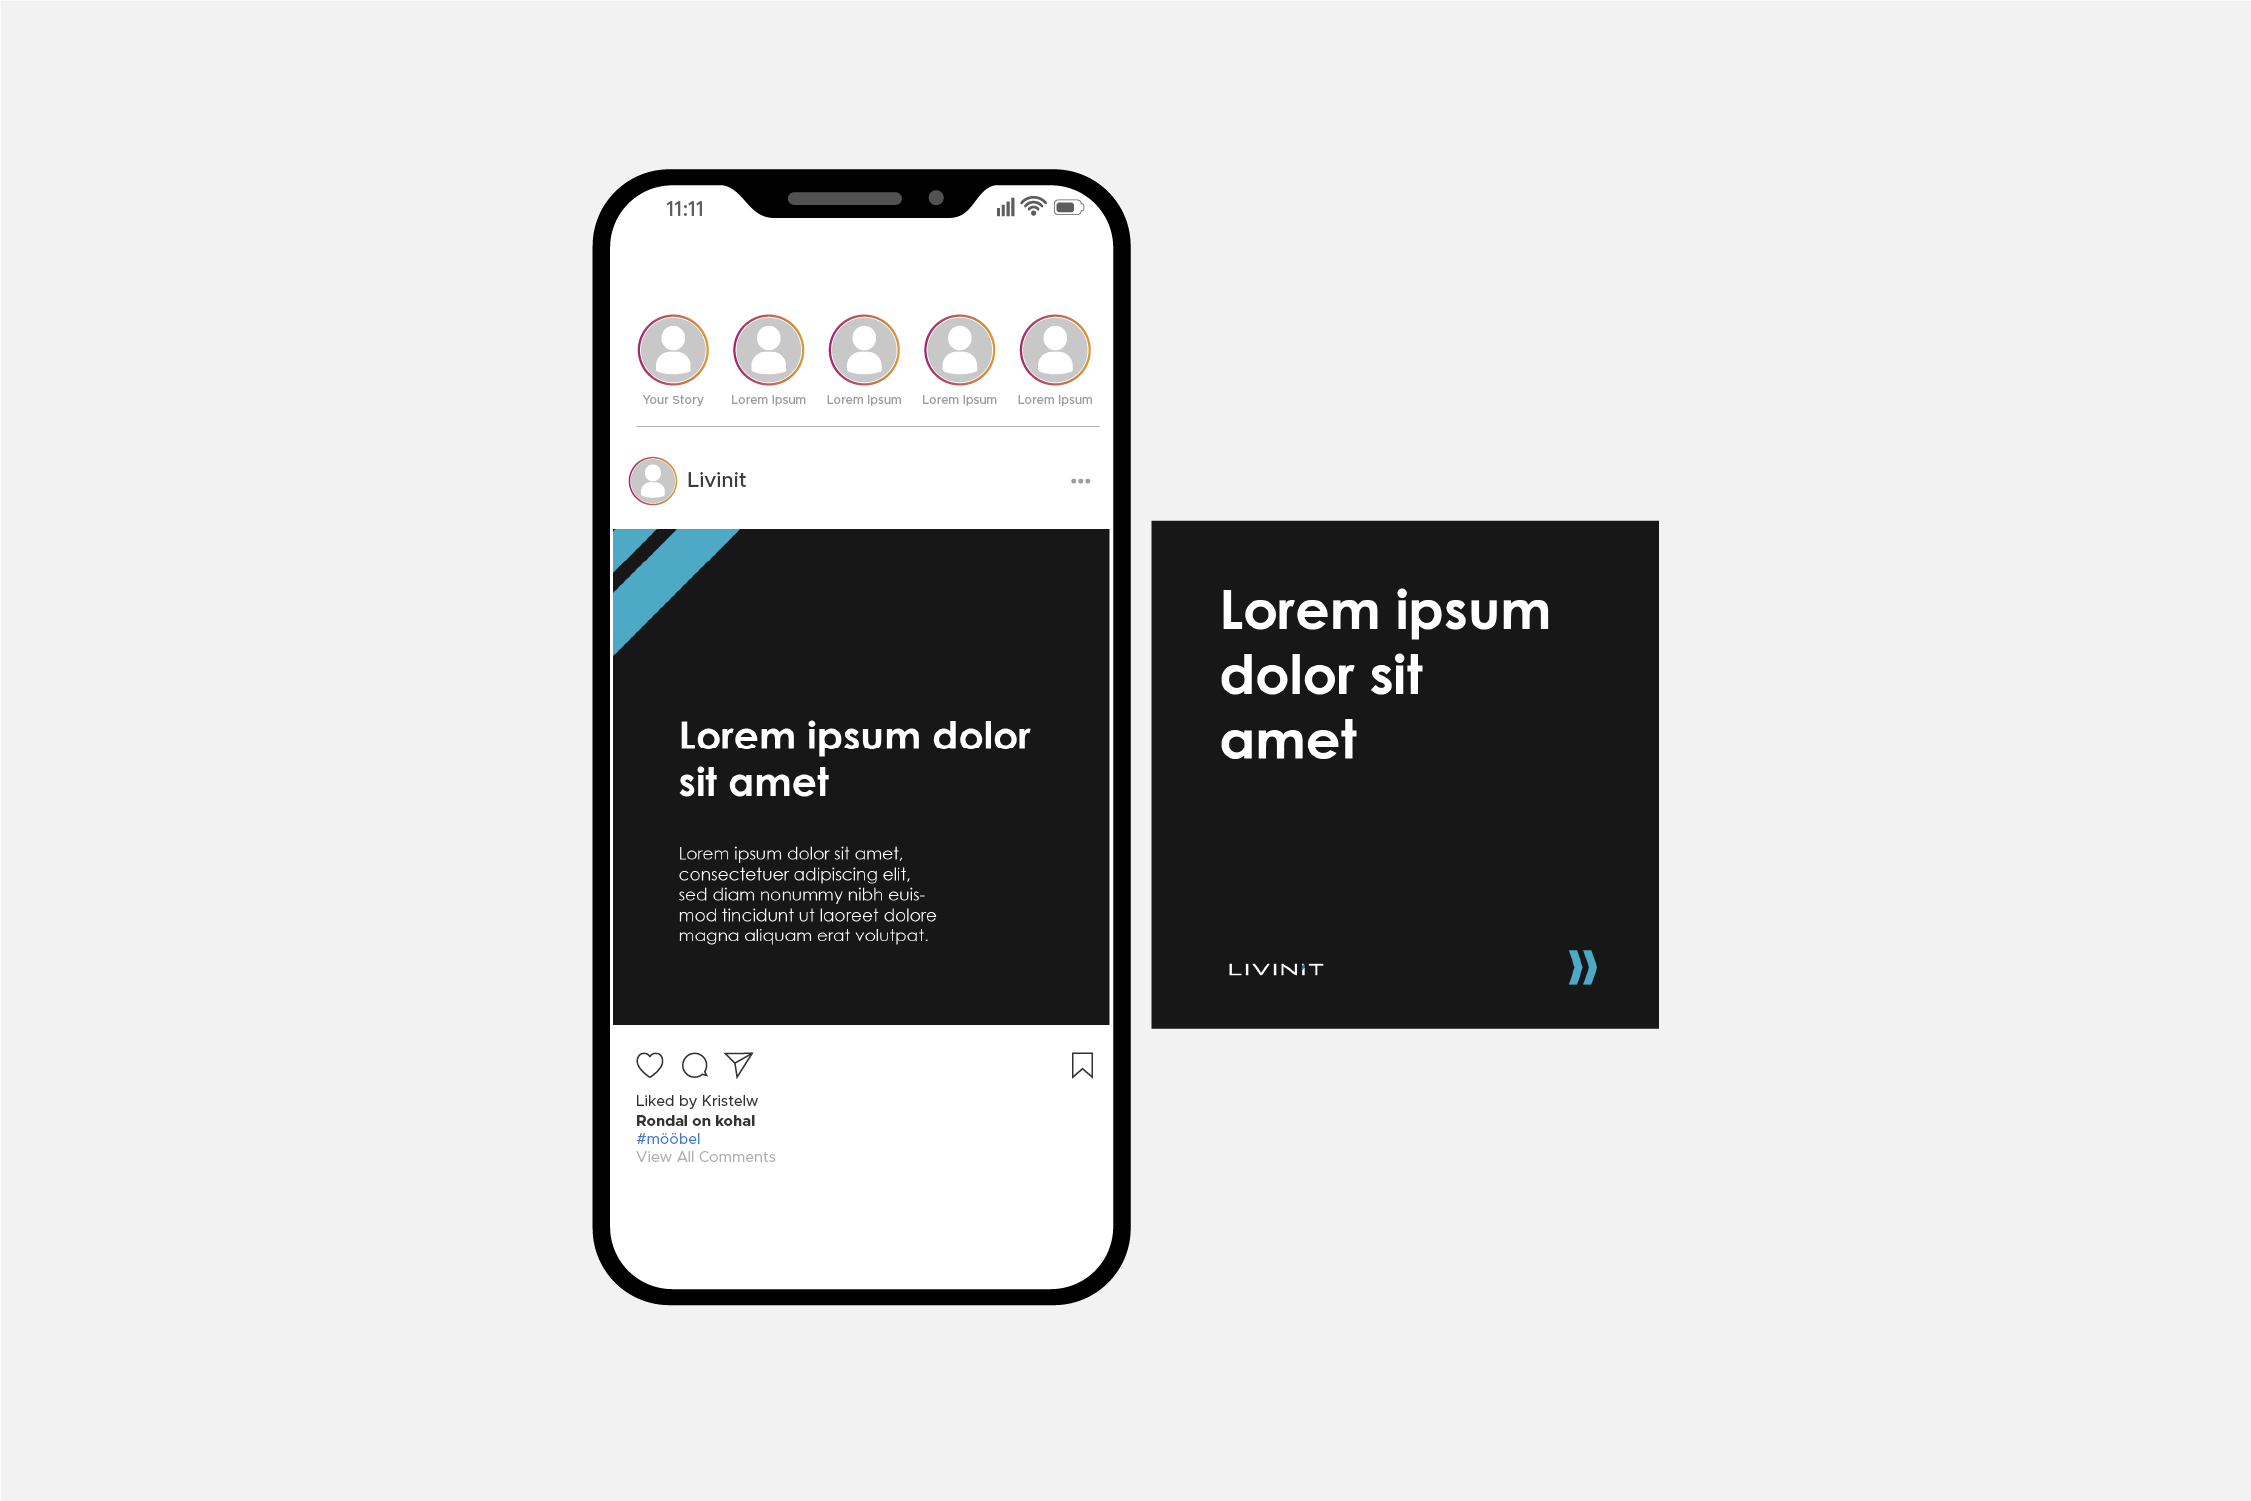 11:11
Your Story
Lorem Ipsum
Lorem Ipsum
Lorem Ipsum
Lorem Ipsum
Livinit
Lorem ipsum dolor
sit amet
Lorem ipsum dolor sit amet,
consectetuer adipiscing elit,
sed diam nonummy nibh euis-
mod tincidunt ut laoreet dolore
magna aliquam erat volutpat.
Liked by Kristelw
Rondal on kohal
#mööbel
View All Comments
Lorem ipsum
dolor sit
amet
LIVINiT